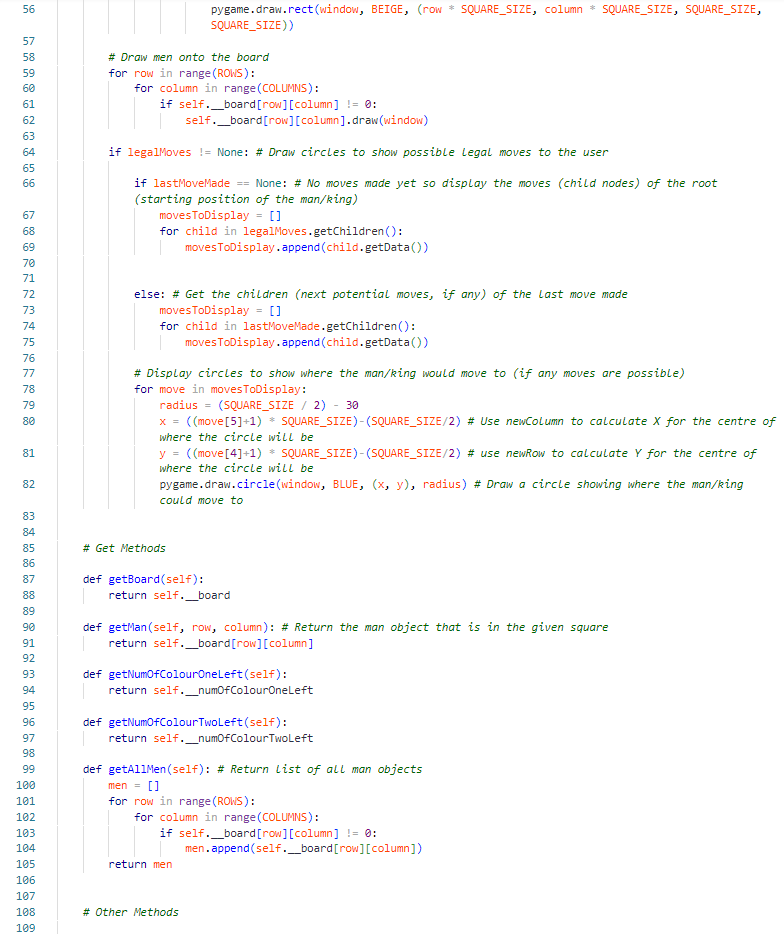 56 pygame.draw.rect(window, BEIGE, (row * SQUARE_SIZE, column * SQUARE_SIZE, SQUARE_SIZE,
SQUARE_SIZE))
57
58 # Draw men onto the board
59 for row in range(ROWS):
60 for column in range(COLUMNS):
61 if self.__board[row][column] != 0:
62 self.__board[row][column].draw(window)
63
64 if legalMoves != None: # Draw circles to show possible legal moves to the user
65
66 if lastMoveMade == None: # No moves made yet so display the moves (child nodes) of the root
(starting position of the man/king)
67 movesToDisplay = []
68 for child in legalMoves.getChildren():
69 movesToDisplay.append(child.getData())
70
71
72 else: # Get the children (next potential moves, if any) of the last move made
73 movesToDisplay = []
74 for child in lastMoveMade.getChildren():
75 movesToDisplay.append(child.getData())
76
77 # Display circles to show where the man/king would move to (if any moves are possible)
78 for move in movesToDisplay:
79 radius = (SQUARE_SIZE / 2) - 30
80 x = ((move[5]+1) * SQUARE_SIZE)-(SQUARE_SIZE/2) # Use newColumn to calculate X for the centre of
where the circle will be
81 y = ((move[4]+1) * SQUARE_SIZE)-(SQUARE_SIZE/2) # use newRow to calculate Y for the centre of
where the circle will be
82 pygame.draw.circle(window, BLUE, (x, y), radius) # Draw a circle showing where the man/king
could move to
83
84
85 # Get Methods
86
87 def getBoard(self):
88 return self.__board
89
90 def getMan(self, row, column): # Return the man object that is in the given square
91 return self.__board[row][column]
92
93 def getNumOfColourOneLeft(self):
94 return self.__numOfColourOneLeft
95
96 def getNumOfColourTwoLeft(self):
97 return self.__numOfColourTwoLeft
98
99 def getAllMen(self): # Return list of all man objects
100 men = []
101 for row in range(ROWS):
102 for column in range(COLUMNS):
103 if self.__board[row][column] != 0:
104 men.append(self.__board[row][column])
105 return men
106
107
108 # Other Methods
109